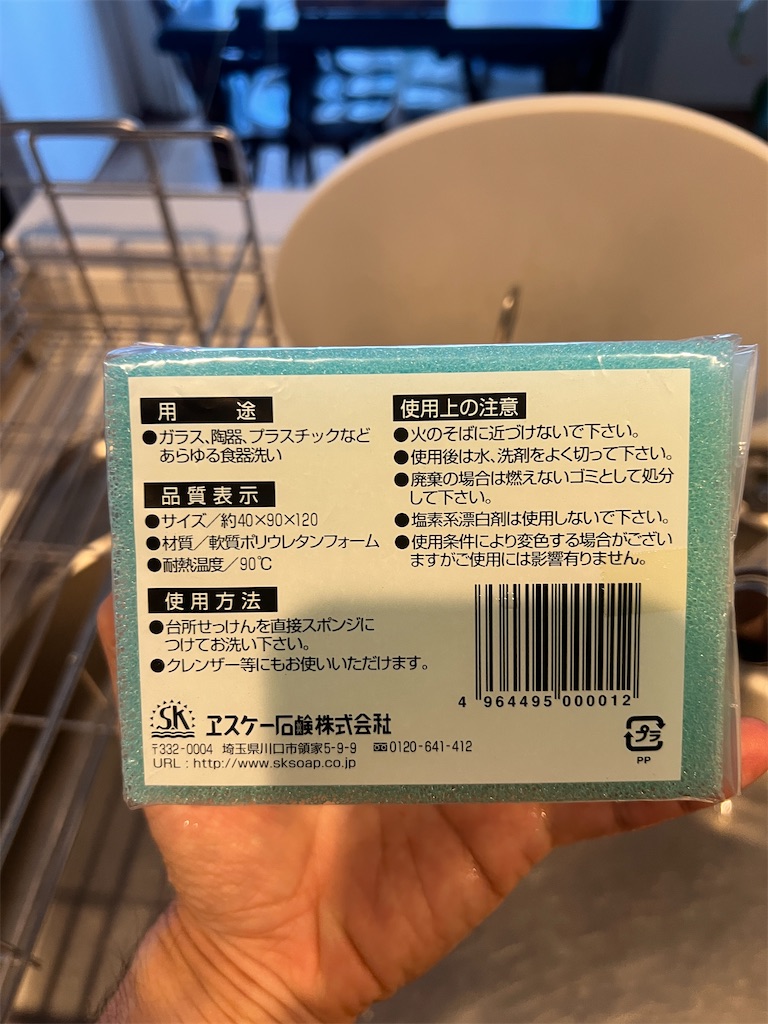 用途
●ガラス、陶器、プラスチックなど
あらゆる食器洗い
品質表示
●サイズ/約40×90×120
●材質/軟質ポリウレタンフォーム
●耐熱温度/90℃
使用方法
●台所せっけんを直接スポンジに
つけてお洗い下さい。
●クレンザー等にもお使いいただけます。
使用上の注意
●火のそばに近づけないで下さい。
●使用後は水、洗剤をよく切って下さい。
●廃棄の場合は燃えないゴミとして処分
して下さい。
●塩素系漂白剤は使用しないで下さい。
●使用条件により変色する場合がござい
ますがご使用には影響有りません。
4 964495 000012
SK ヱスケー石鹸株式会社
〒332-0004 埼玉県川口市領家5-9-9 0120-641-412
URL : http://www.sksoap.co.jp
プラ
PP